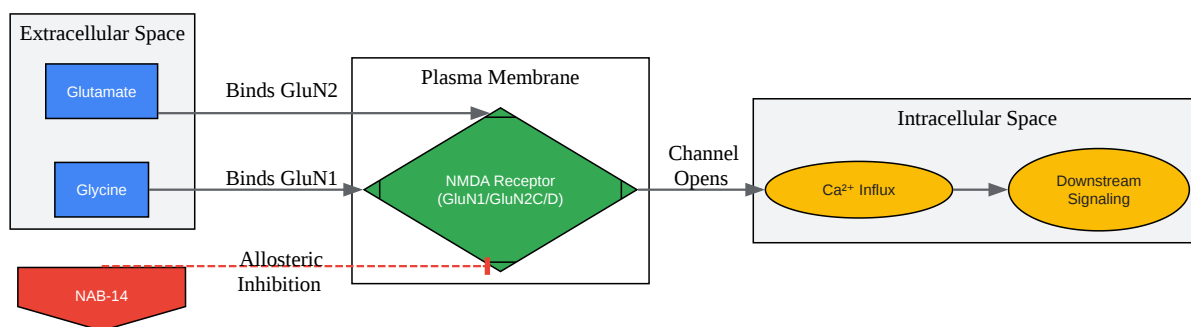 Extracellular Space
Glutamate
Glycine
NAB-14
Binds GluN2
Binds GluN1
Allosteric
Inhibition
Plasma Membrane
NMDA Receptor
(GluN1/GluN2C/D)
Channel
Opens
Intracellular Space
Ca²⁺ Influx
Downstream
Signaling